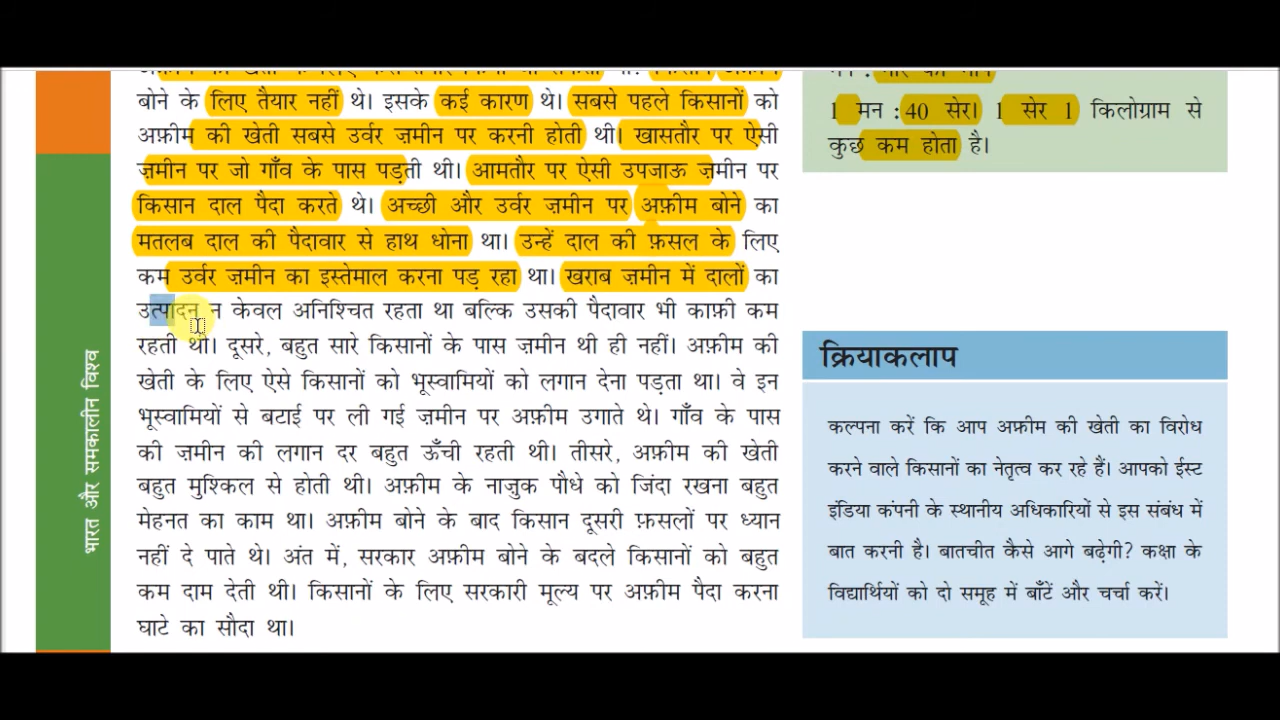 बोने के लिए तैयार नहीं थे। इसके कई कारण थे। सबसे पहले किसानों को
अफ़ीम की खेती सबसे उर्वर ज़मीन पर करनी होती थी। खासतौर पर ऐसी
ज़मीन पर जो गाँव के पास पड़ती थी। आमतौर पर ऐसी उपजाऊ ज़मीन पर
किसान दाल पैदा करते थे। अच्छी और उर्वर ज़मीन पर अफ़ीम बोने का
मतलब दाल की पैदावार से हाथ धोना था। उन्हें दाल की फ़सल के लिए
कम उर्वर ज़मीन का इस्तेमाल करना पड़ रहा था। खराब ज़मीन में दालों का
उत्पादन न केवल अनिश्चित रहता था बल्कि उसकी पैदावार भी काफ़ी कम
रहती थी। दूसरे, बहुत सारे किसानों के पास ज़मीन थी ही नहीं। अफ़ीम की
खेती के लिए ऐसे किसानों को भूस्वामियों को लगान देना पड़ता था। वे इन
भूस्वामियों से बटाई पर ली गई ज़मीन पर अफ़ीम उगाते थे। गाँव के पास
की ज़मीन की लगान दर बहुत ऊँची रहती थी। तीसरे, अफ़ीम की खेती
बहुत मुश्किल से होती थी। अफ़ीम के नाज़ुक पौधे को जिंदा रखना बहुत
मेहनत का काम था। अफ़ीम बोने के बाद किसान दूसरी फ़सलों पर ध्यान
नहीं दे पाते थे। अंत में, सरकार अफ़ीम बोने के बदले किसानों को बहुत
कम दाम देती थी। किसानों के लिए सरकारी मूल्य पर अफ़ीम पैदा करना
घाटे का सौदा था।
1 मन : 40 सेर। 1 सेर 1 किलोग्राम से
कुछ कम होता है।
क्रियाकलाप
कल्पना करें कि आप अफ़ीम की खेती का विरोध
करने वाले किसानों का नेतृत्व कर रहे हैं। आपको ईस्ट
इंडिया कंपनी के स्थानीय अधिकारियों से इस संबंध में
बात करनी है। बातचीत कैसे आगे बढ़ेगी? कक्षा के
विद्यार्थियों को दो समूह में बाँटें और चर्चा करें।
भारत और समकालीन विश्व